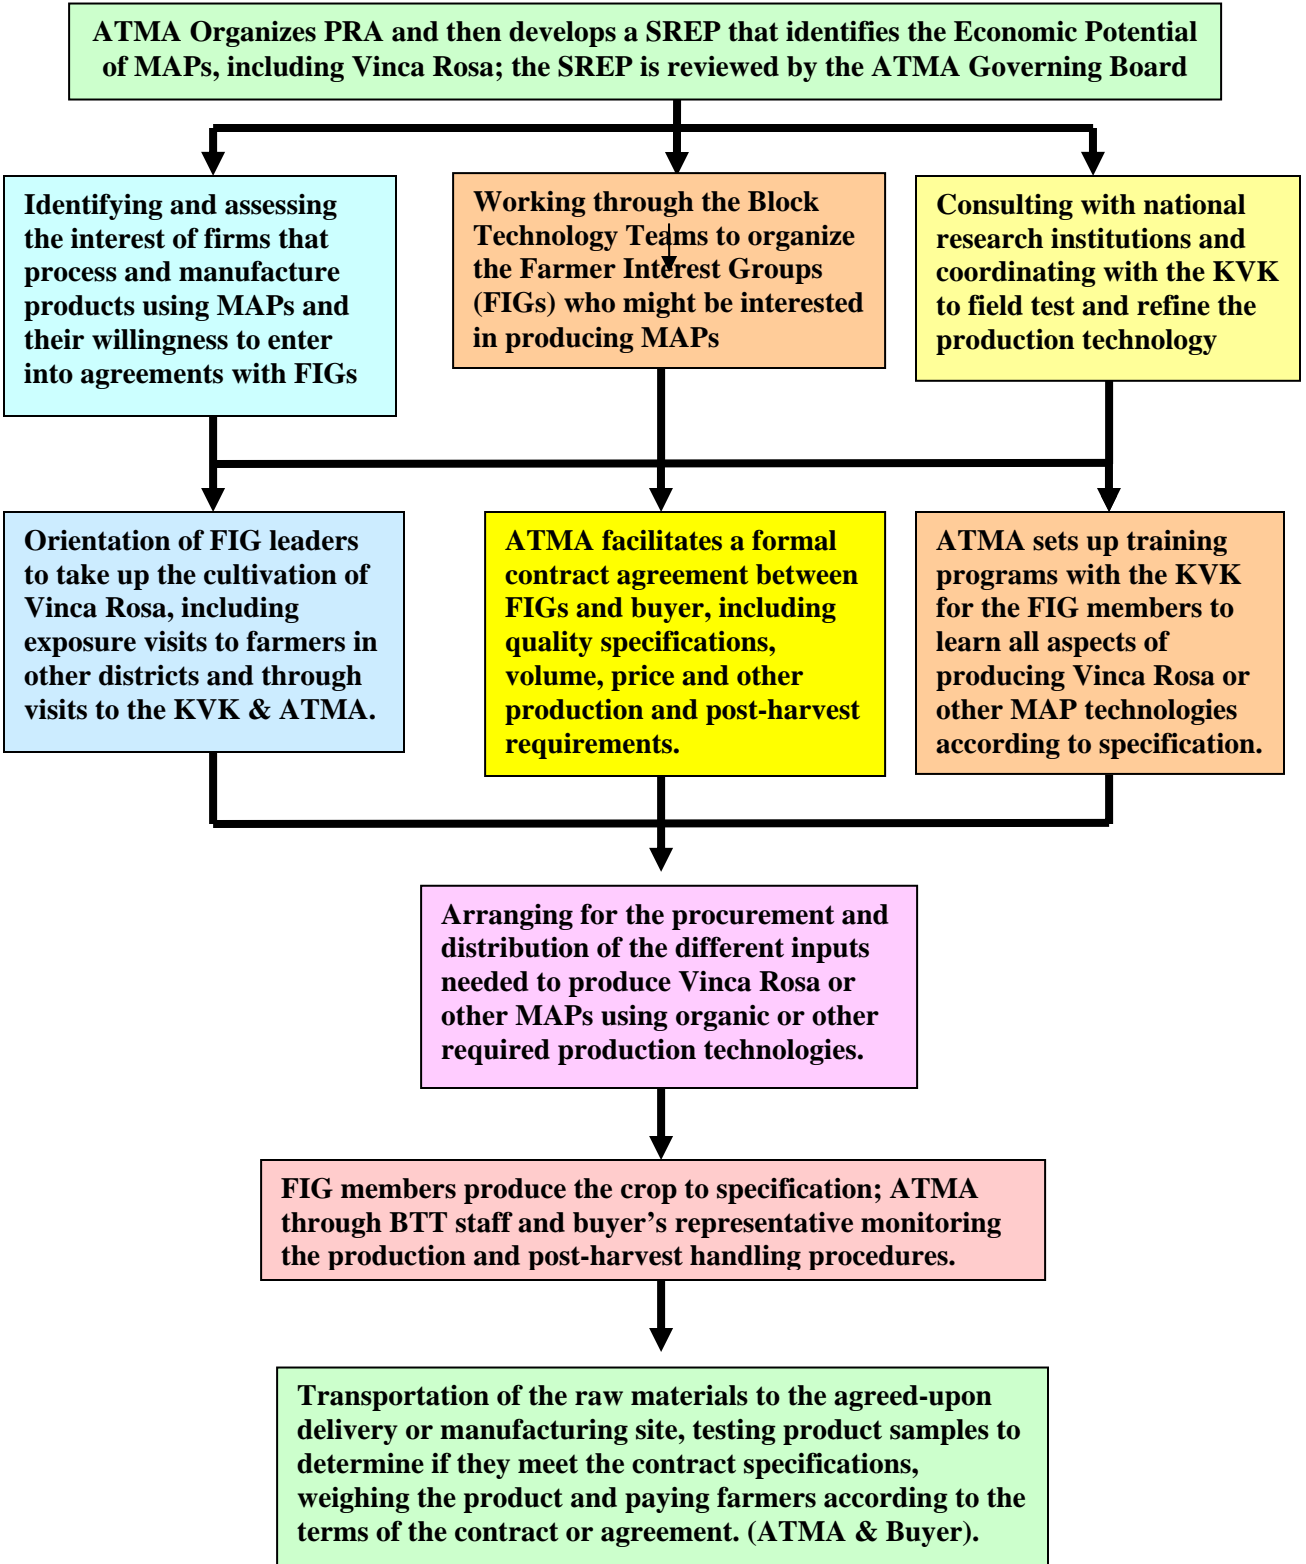 ATMA Organizes PRA and then develops a SREP that identifies the Economic Potential
of MAPs, including Vinca Rosa; the SREP is reviewed by the ATMA Governing Board
Identifying and assessing
the interest of firms that
process and manufacture
products using MAPs and
their willingness to enter
into agreements with FIGs
Working through the Block
Technology Teams to organize
the Farmer Interest Groups
(FIGs) who might be interested
in producing MAPs
Consulting with national
research institutions and
coordinating with the KVK
to field test and refine the
production technology
Orientation of FIG leaders
to take up the cultivation of
Vinca Rosa, including
exposure visits to farmers in
other districts and through
visits to the KVK & ATMA.
ATMA facilitates a formal
contract agreement between
FIGs and buyer, including
quality specifications,
volume, price and other
production and post-harvest
requirements.
ATMA sets up training
programs with the KVK
for the FIG members to
learn all aspects of
producing Vinca Rosa or
other MAP technologies
according to specification.
Arranging for the procurement and
distribution of the different inputs
needed to produce Vinca Rosa or
other MAPs using organic or other
required production technologies.
FIG members produce the crop to specification; ATMA
through BTT staff and buyer’s representative monitoring
the production and post-harvest handling procedures.
Transportation of the raw materials to the agreed-upon
delivery or manufacturing site, testing product samples to
determine if they meet the contract specifications,
weighing the product and paying farmers according to the
terms of the contract or agreement. (ATMA & Buyer).